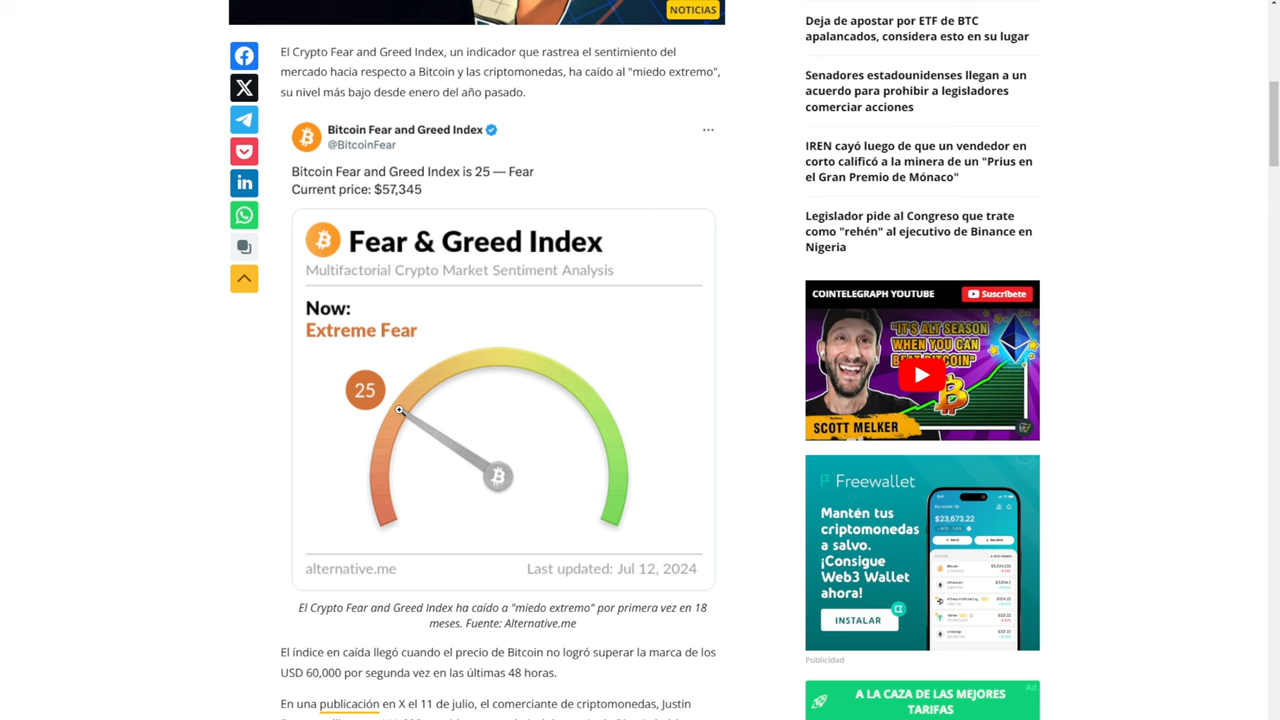 NOTICIAS
El Crypto Fear and Greed Index, un indicador que rastrea el sentimiento del
mercado hacia respecto a Bitcoin y las criptomonedas, ha caído al "miedo extremo",
su nivel más bajo desde enero del año pasado.
Bitcoin Fear and Greed Index
@BitcoinFear
Bitcoin Fear and Greed Index is 25 — Fear
Current price: $57,345
Fear & Greed Index
Multifactorial Crypto Market Sentiment Analysis
Now:
Extreme Fear
25
alternative.me
Last updated: Jul 12, 2024
El Crypto Fear and Greed Index ha caído a "miedo extremo" por primera vez en 18
meses. Fuente: Alternative.me
El índice en caída llegó cuando el precio de Bitcoin no logró superar la marca de los
USD 60,000 por segunda vez en las últimas 48 horas.
En una publicación en X el 11 de julio, el comerciante de criptomonedas, Justin
Deja de apostar por ETF de BTC
apalancados, considera esto en su lugar
Senadores estadounidenses llegan a un
acuerdo para prohibir a legisladores
comerciar acciones
IREN cayó luego de que un vendedor en
corto calificó a la minera de un "Prius en
el Gran Premio de Mónaco"
Legislador pide al Congreso que trate
como "rehén" al ejecutivo de Binance en
Nigeria
COINTELEGRAPH YOUTUBE
Suscríbete
"IT'S ALT SEASON
WHEN YOU CAN
BEAT BITCOIN"
SCOTT MELKER
Freewallet
Mantén tus
criptomonedas
a salvo.
¡Consigue
Web3 Wallet
ahora!
INSTALAR
$23,673.22
Publicidad
Ad
A LA CAZA DE LAS MEJORES
TARIFAS